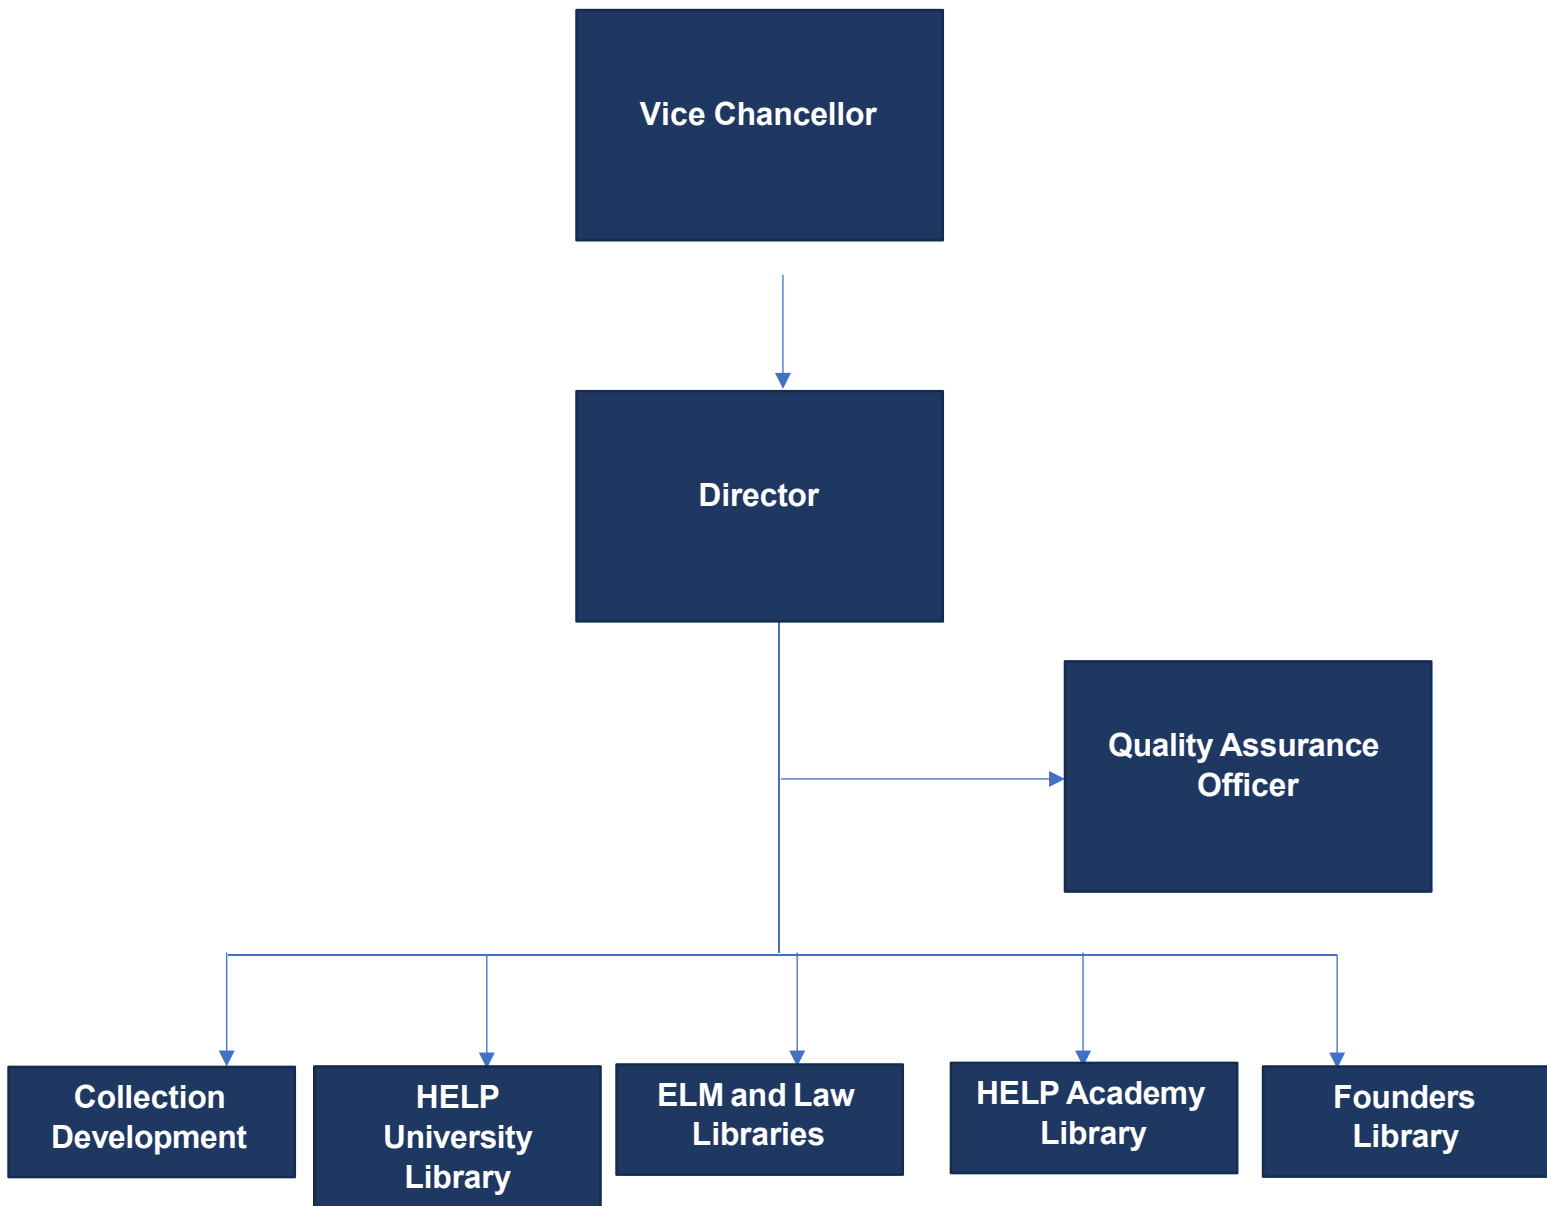 Vice Chancellor
Director
Quality Assurance
Officer
Collection
Development
HELP
University
Library
ELM and Law
Libraries
HELP Academy
Library
Founders
Library